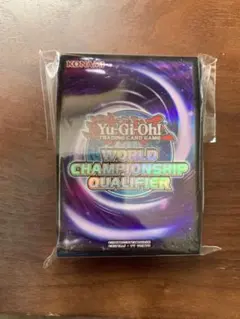 KONAMI
Yu-Gi-Oh!
TRADING CARD GAME
WORLD
CHAMPIONSHIP
QUALIFIER